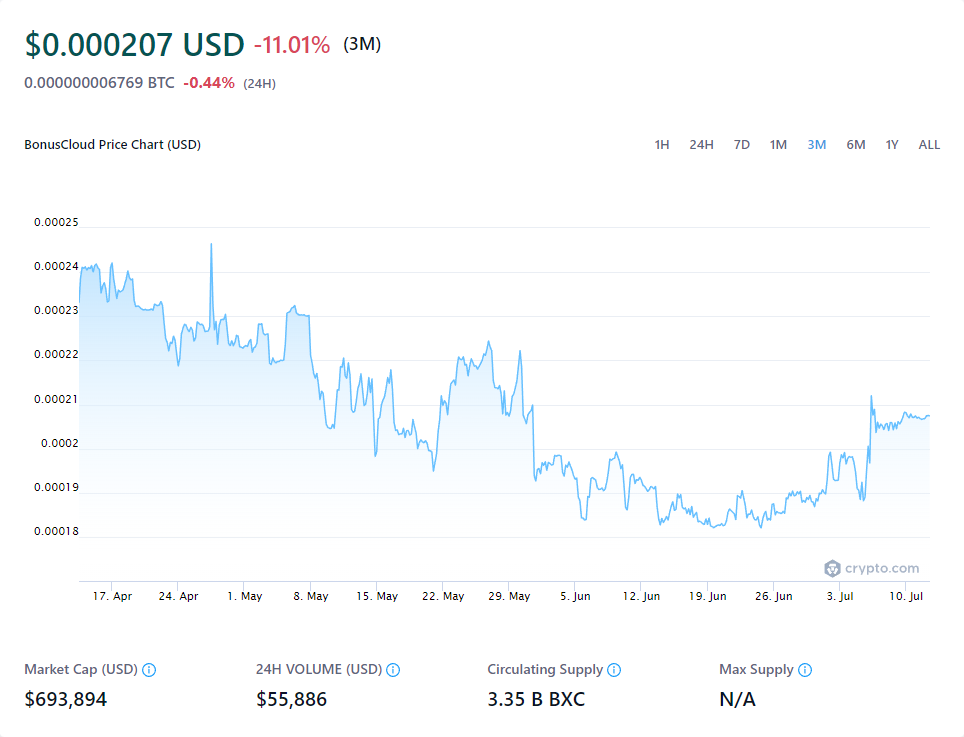 $0.000207 USD -11.01% (3M)
0.000000006769 BTC -0.44% (24H)
BonusCloud Price Chart (USD) 1H 24H 7D 1M 3M 6M 1Y ALL
0.00025
0.00024
0.00023
0.00022
0.00021
0.0002
0.00019
0.00018
crypto.com
17. Apr 24. Apr 1. May 8. May 15. May 22. May 29. May 5. Jun 12. Jun 19. Jun 26. Jun 3. Jul 10. Jul
Market Cap (USD) 24H VOLUME (USD) Circulating Supply Max Supply
$693,894 $55,886 3.35 B BXC N/A